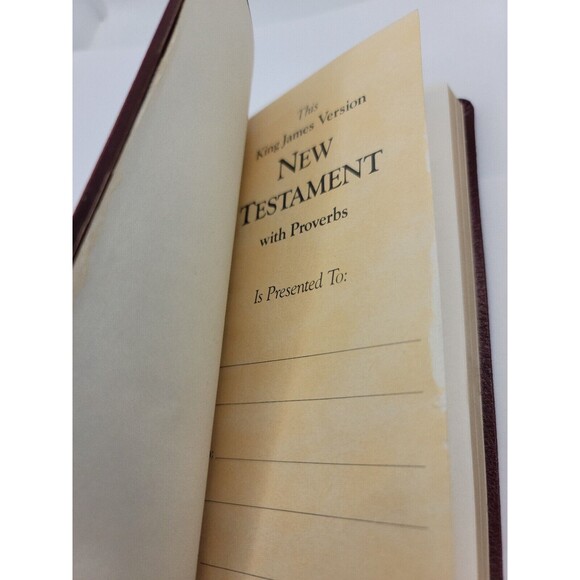 This
King James Version
NEW
TESTAMENT
with Proverbs
Is Presented To: